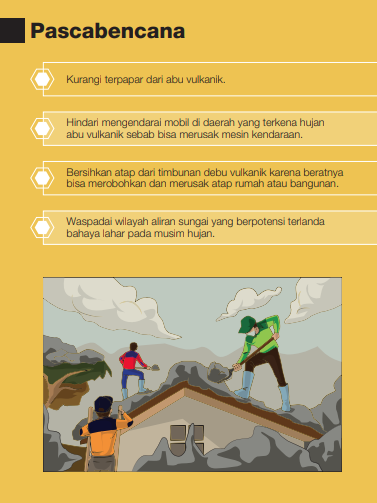 Pascabencana
Kurangi terpapar dari abu vulkanik.
Hindari mengendarai mobil di daerah yang terkena hujan
abu vulkanik sebab bisa merusak mesin kendaraan.
Bersihkan atap dari timbunan debu vulkanik karena beratnya
bisa merobohkan dan merusak atap rumah atau bangunan.
Waspadai wilayah aliran sungai yang berpotensi terlanda
bahaya lahar pada musim hujan.